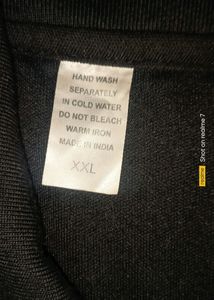 HAND WASH
SEPARATELY
IN COLD WATER
DO NOT BLEACH
WARM IRON
MADE IN INDIA
XXL
realme
Shot on realme 7